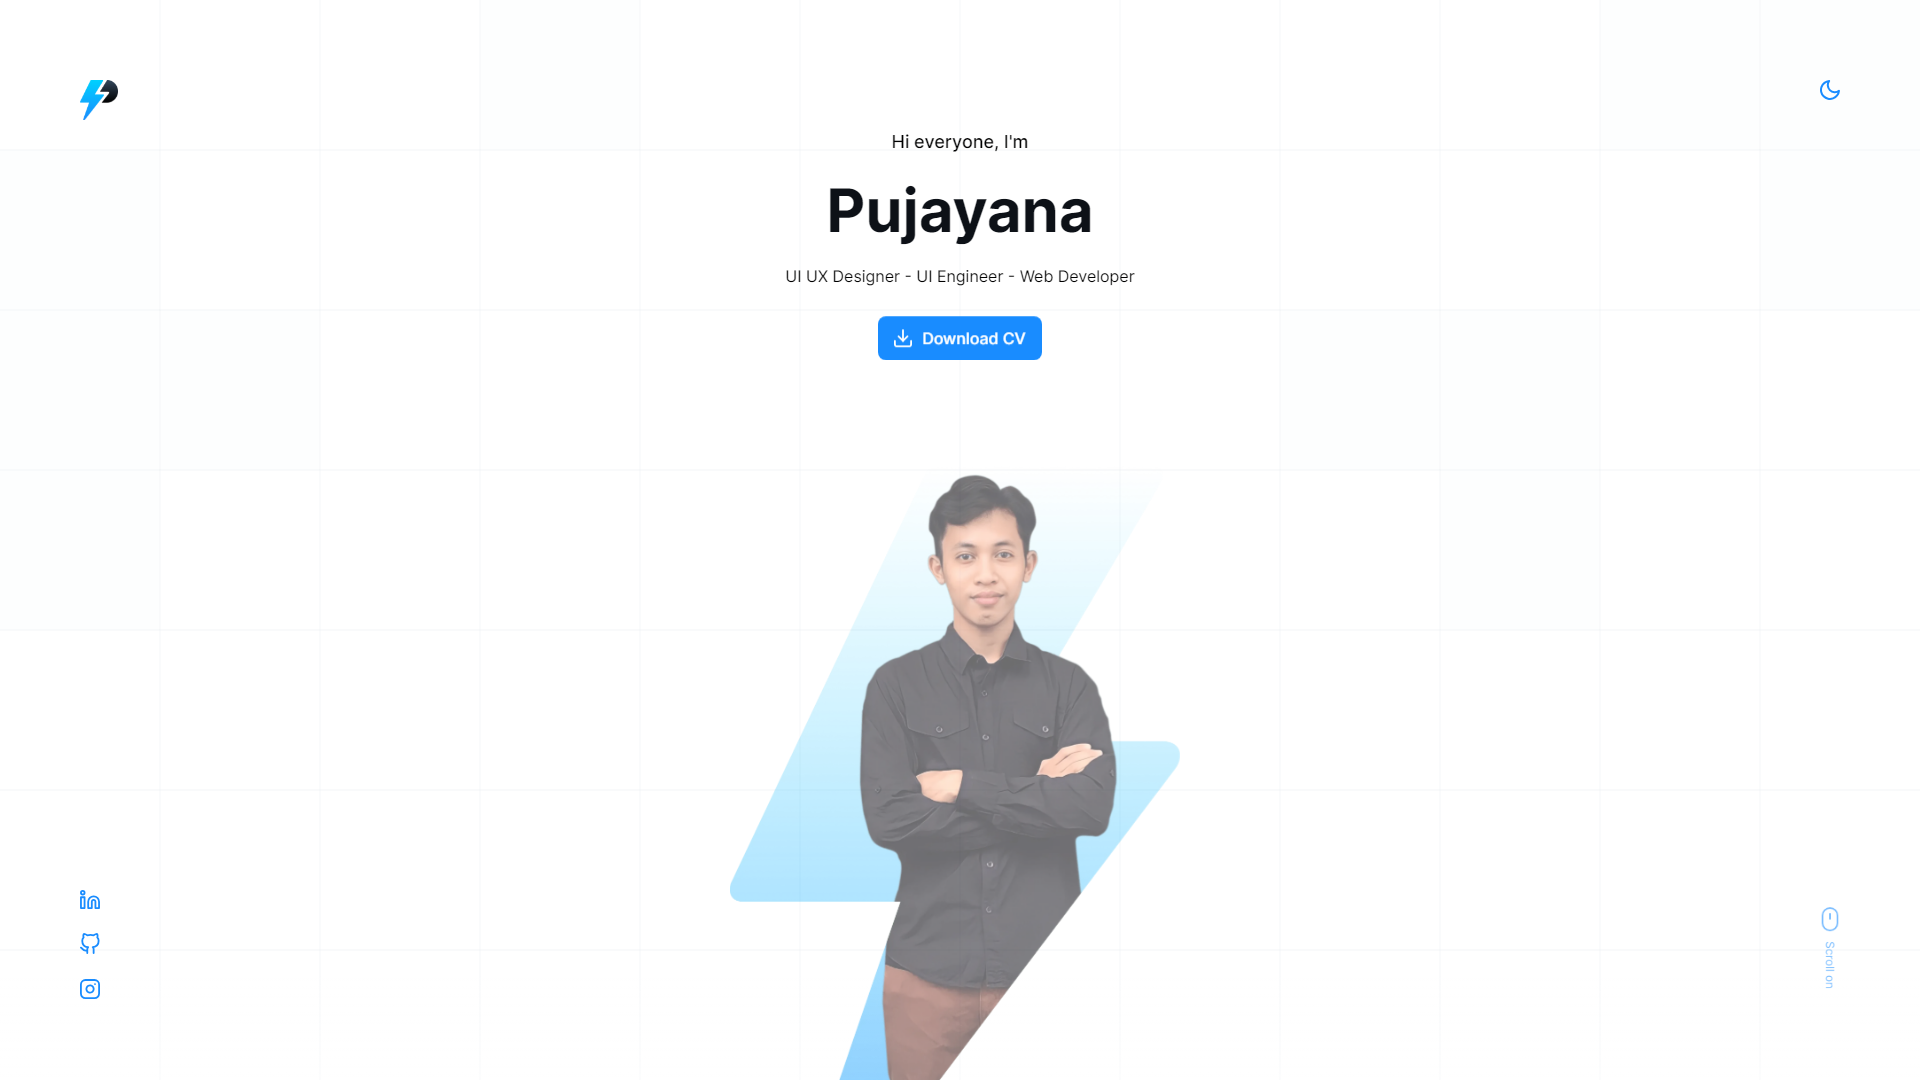 Hi everyone, I'm
Pujayana
UI UX Designer - UI Engineer - Web Developer
Download CV
Scroll on